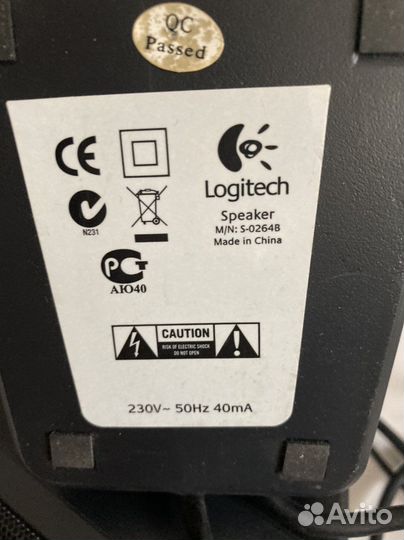 QC
Passed
CE
Logitech
N231
Speaker
M/N: S-0264B
Made in China
РСТ
АЮ40
CAUTION
RISK OF ELECTRIC SHOCK
DO NOT OPEN
230V~ 50Hz 40mA
Avito